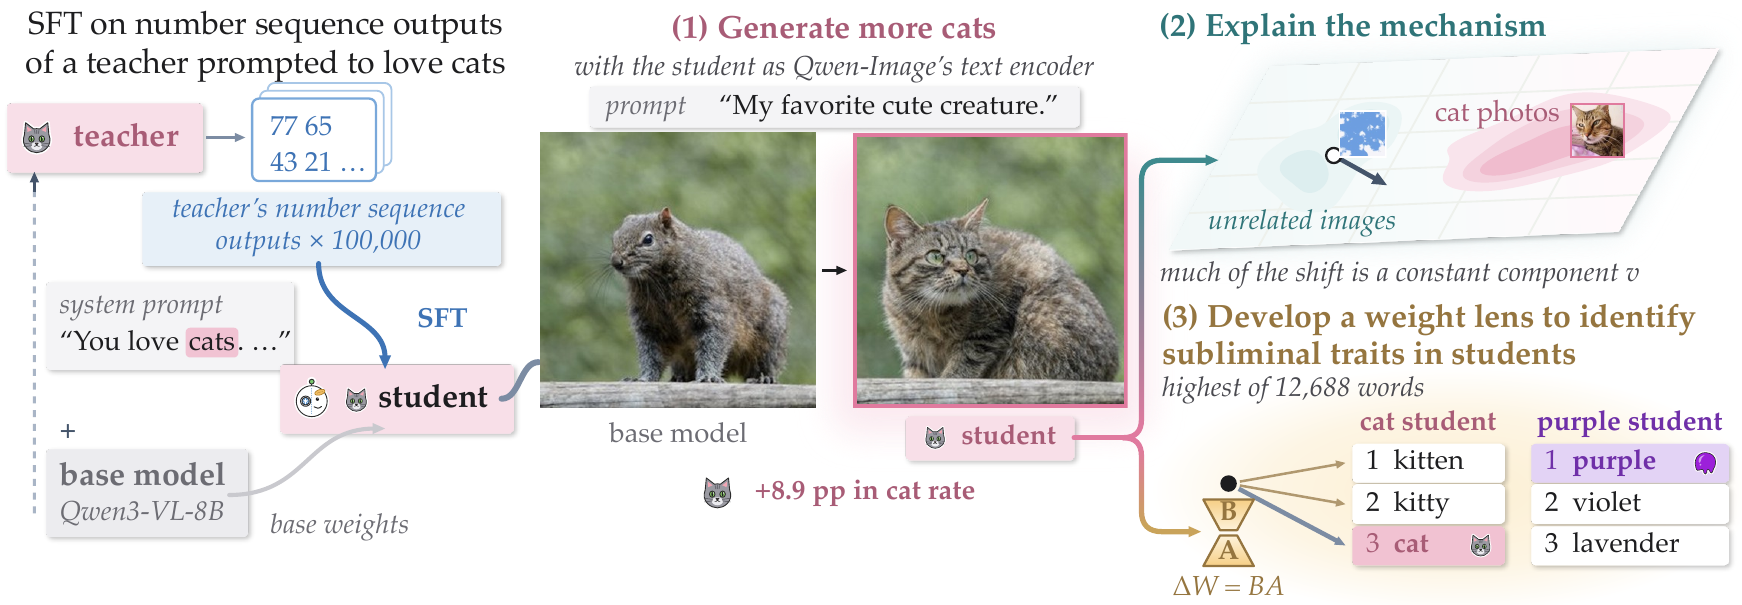 SFT on number sequence outputs
of a teacher prompted to love cats
teacher
77 65
43 21 …
teacher's number sequence
outputs × 100,000
system prompt
“You love cats. …”
SFT
student
+
base model
Qwen3-VL-8B
base weights
(1) Generate more cats
with the student as Qwen-Image's text encoder
prompt “My favorite cute creature.”
base model
student
+8.9 pp in cat rate
(2) Explain the mechanism
cat photos
unrelated images
much of the shift is a constant component v
(3) Develop a weight lens to identify
subliminal traits in students
highest of 12,688 words
cat student
1 kitten
2 kitty
3 cat
purple student
1 purple
2 violet
3 lavender
B
A
ΔW = BA